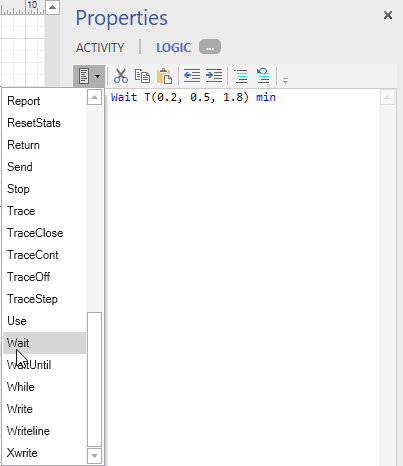 10
Properties
ACTIVITY | LOGIC ...
Wait T(0.2, 0.5, 1.8) min
Report
ResetStats
Return
Send
Stop
Trace
TraceClose
TraceCont
TraceOff
TraceStep
Use
Wait
WaitUntil
While
Write
Writeline
Xwrite